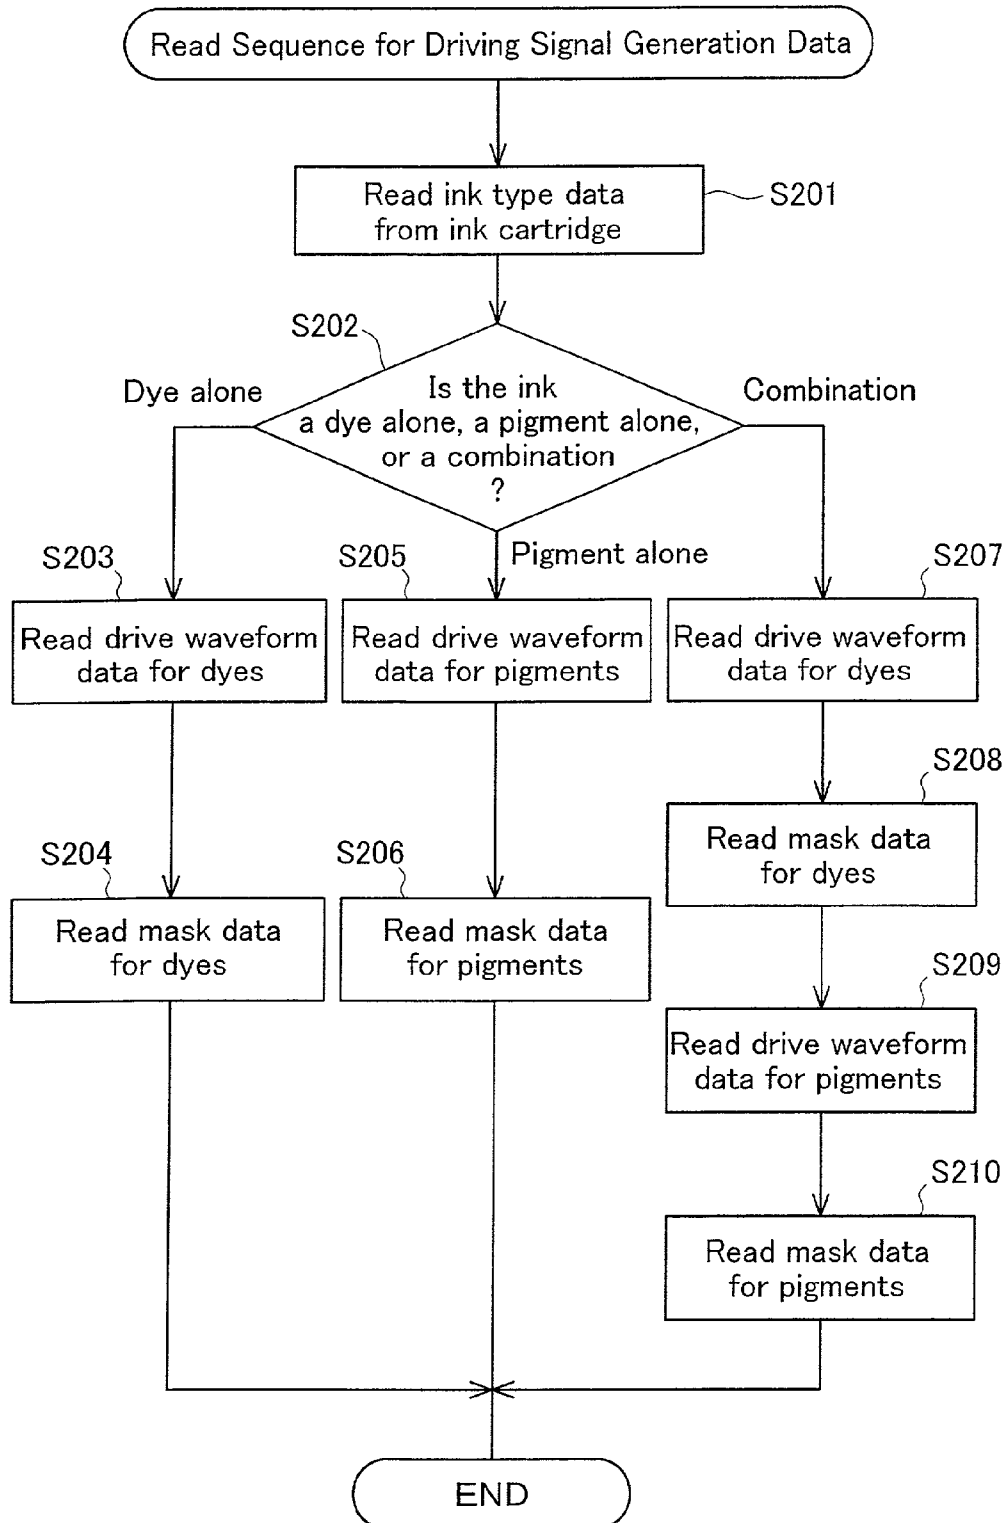 Read Sequence for Driving Signal Generation Data
Read ink type data
from ink cartridge
S201
S202
Is the ink
a dye alone, a pigment alone,
or a combination
?
Dye alone
Combination
Pigment alone
S203
Read drive waveform
data for dyes
S205
Read drive waveform
data for pigments
S207
Read drive waveform
data for dyes
S208
Read mask data
for dyes
S204
Read mask data
for dyes
S206
Read mask data
for pigments
S209
Read drive waveform
data for pigments
S210
Read mask data
for pigments
END